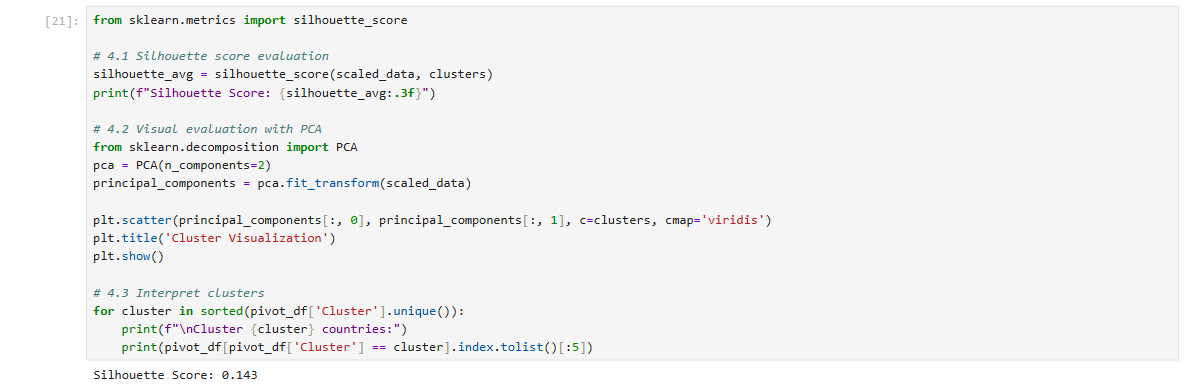 [21]: from sklearn.metrics import silhouette_score
# 4.1 Silhouette score evaluation
silhouette_avg = silhouette_score(scaled_data, clusters)
print(f"Silhouette Score: {silhouette_avg:.3f}")
# 4.2 Visual evaluation with PCA
from sklearn.decomposition import PCA
pca = PCA(n_components=2)
principal_components = pca.fit_transform(scaled_data)
plt.scatter(principal_components[:, 0], principal_components[:, 1], c=clusters, cmap='viridis')
plt.title('Cluster Visualization')
plt.show()
# 4.3 Interpret clusters
for cluster in sorted(pivot_df['Cluster'].unique()):
    print(f"\nCluster {cluster} countries:")
    print(pivot_df[pivot_df['Cluster'] == cluster].index.tolist()[:5])
Silhouette Score: 0.143